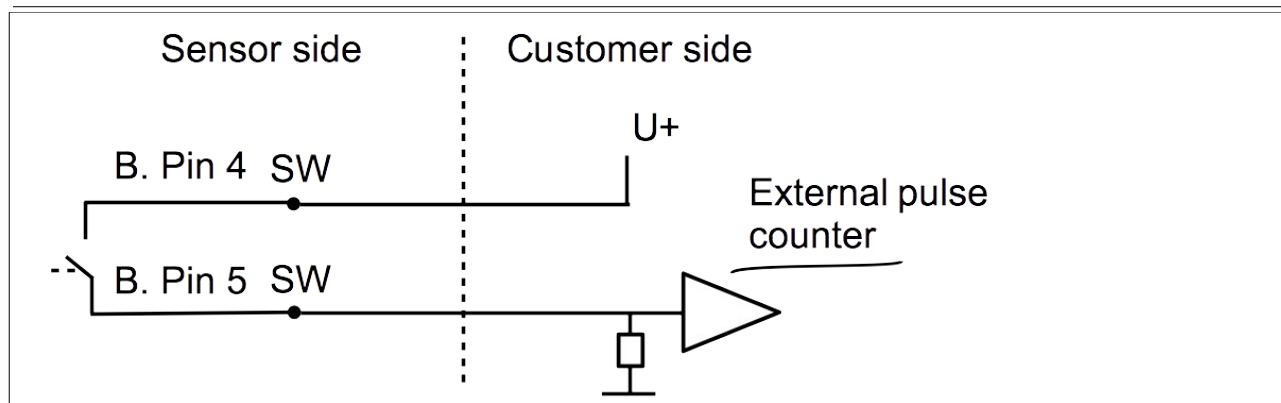 Sensor side
Customer side
U+
B. Pin 4 SW
External pulse
counter
B. Pin 5 SW